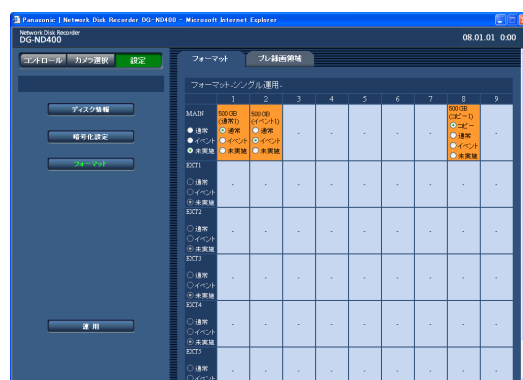 Panasonic | Network Disk Recorder DG-ND400 - Microsoft Internet Explorer
Network Disk Recorder
DG-ND400
08.01.01 0:00
コントロール カメラ選択 設定
フォーマット プレ録画領域
フォーマット-シングル運用-
ディスク情報
暗号化設定
フォーマット
運用
1 2 3 4 5 6 7 8 9
MAIN
通常
イベント
未実施
500GB
(通常1)
通常
イベント
未実施
500GB
(イベント1)
通常
イベント
未実施
- - - - -
500GB
(コピー1)
コピー
通常
イベント
未実施
-
EXT1
通常
イベント
未実施
- - - - - - - - -
EXT2
通常
イベント
未実施
- - - - - - - - -
EXT3
通常
イベント
未実施
- - - - - - - - -
EXT4
通常
イベント
未実施
- - - - - - - - -
EXT5
通常
イベント
- - - - - - - - -